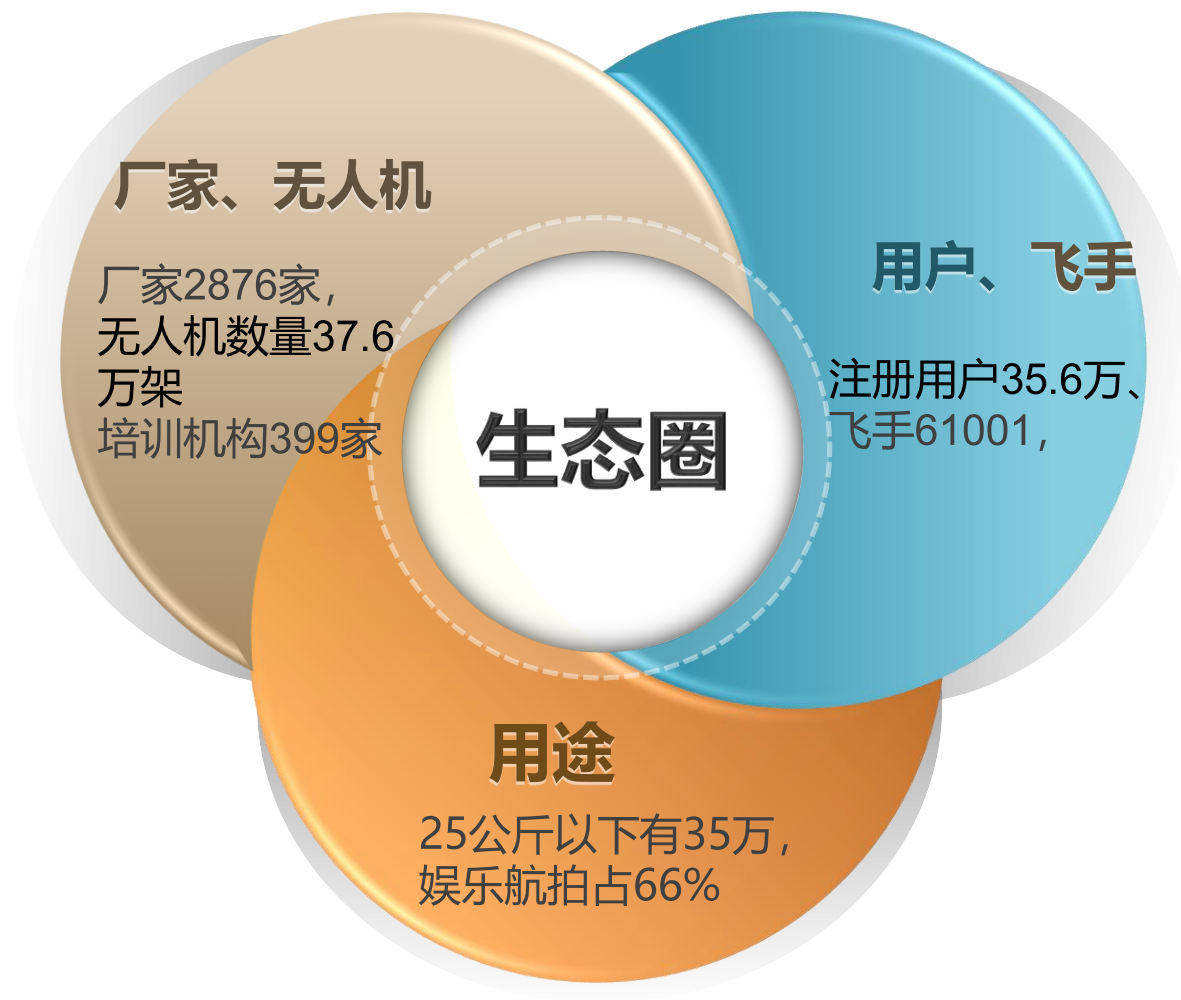 厂家、无人机
厂家2876家，
无人机数量37.6
万架
培训机构399家
用户、飞手
注册用户35.6万、
飞手61001，
生态圈
用途
25公斤以下有35万，
娱乐航拍占66%